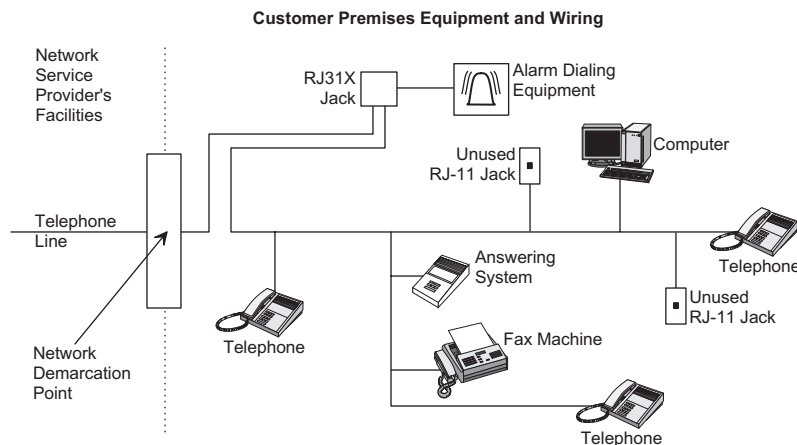 Customer Premises Equipment and Wiring
Network
Service
Provider's
Facilities
RJ31X
Jack
Alarm Dialing
Equipment
Unused
RJ-11 Jack
Computer
Telephone
Line
Telephone
Answering
System
Unused
RJ-11 Jack
Telephone
Fax Machine
Network
Demarcation
Point
Telephone